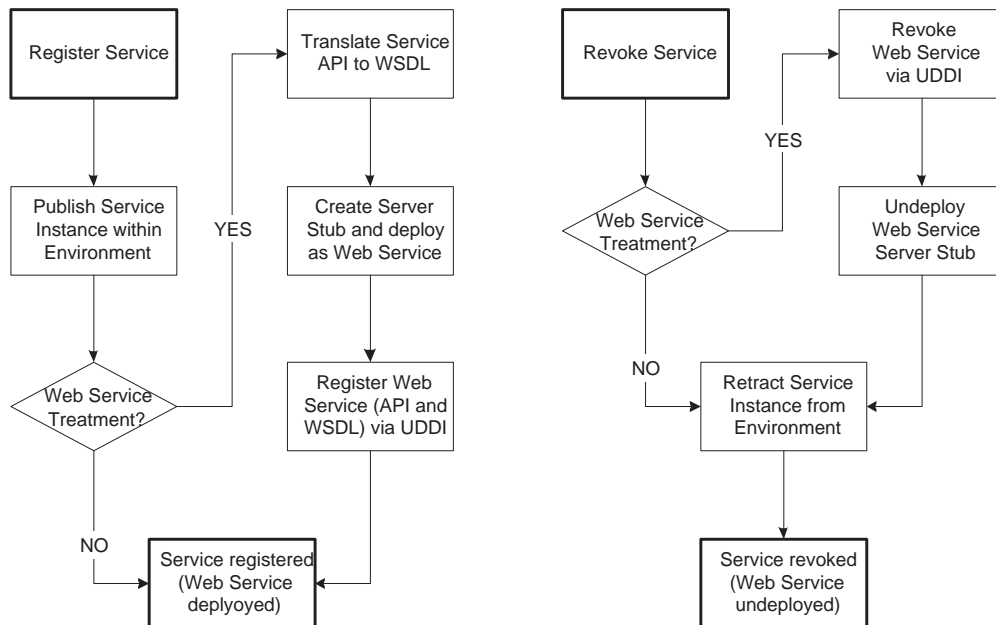 Register Service
Publish Service
Instance within
Environment
Web Service
Treatment?
YES
NO
Translate Service
API to WSDL
Create Server
Stub and deploy
as Web Service
Register Web
Service (API and
WSDL) via UDDI
Service registered
(Web Service
deplyoyed)
Revoke Service
Web Service
Treatment?
YES
NO
Revoke
Web Service
via UDDI
Undeploy
Web Service
Server Stub
Retract Service
Instance from
Environment
Service revoked
(Web Service
undeployed)